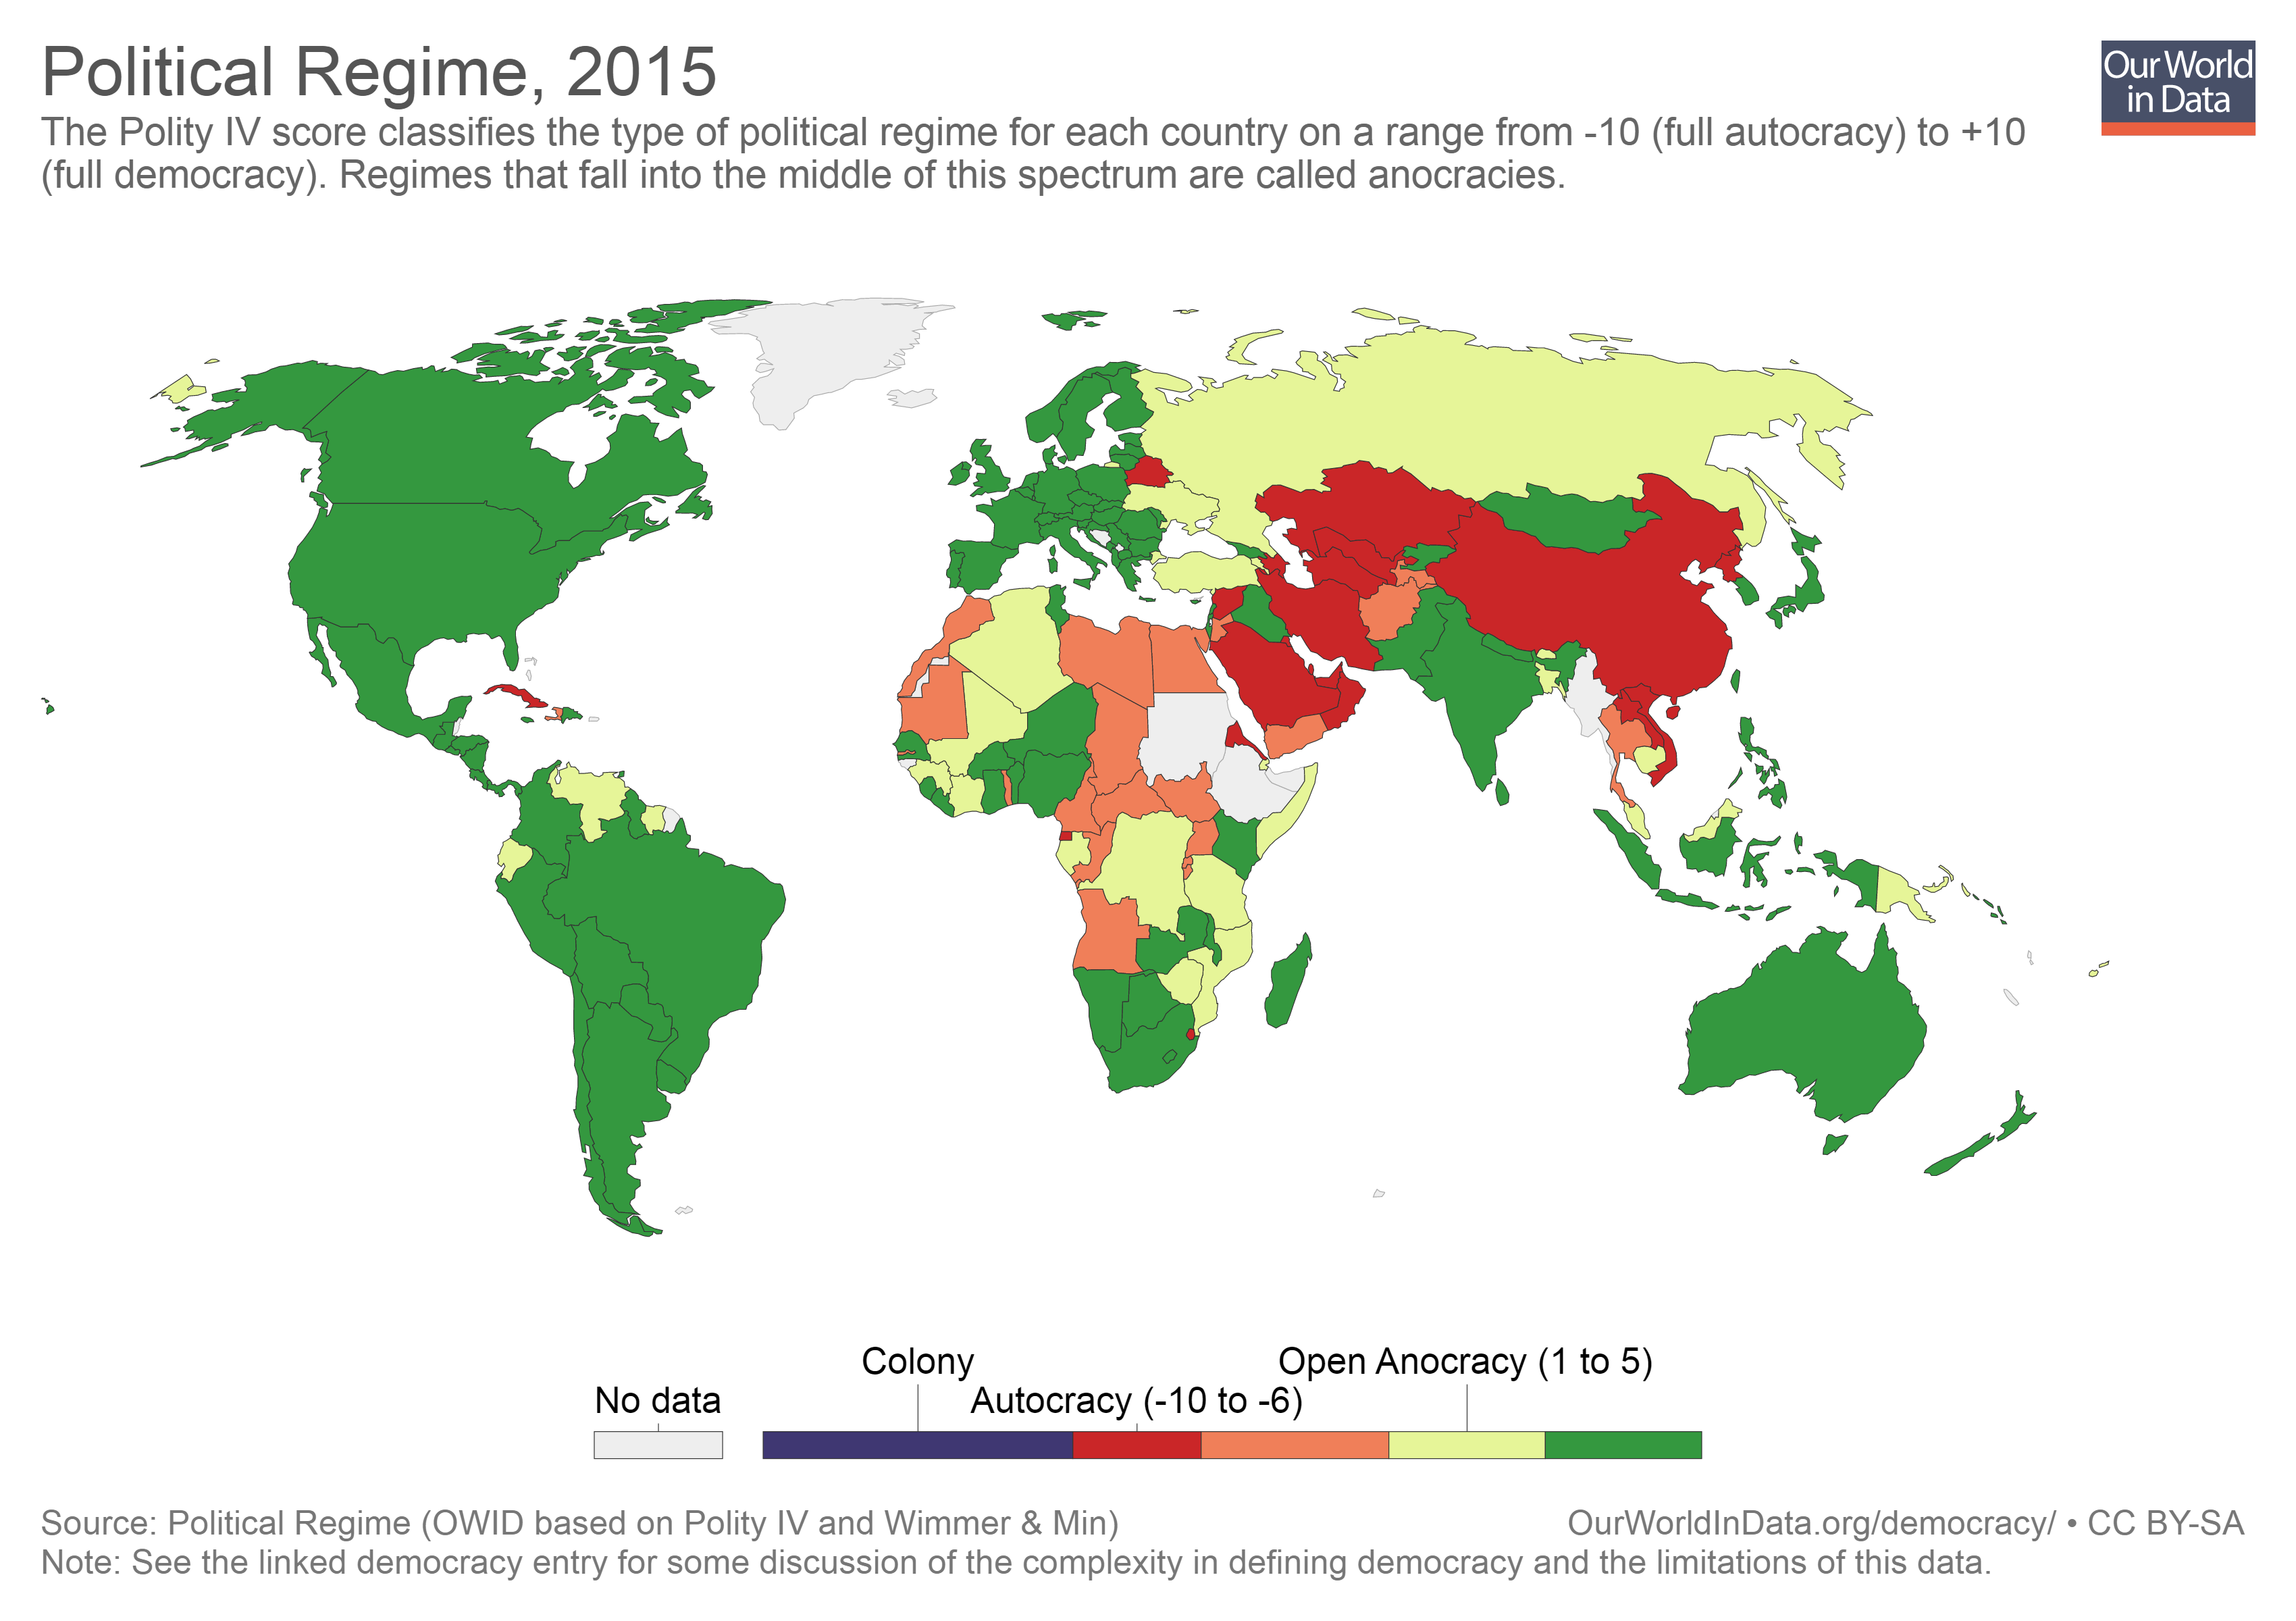 Political Regime, 2015
Our World
in Data
The Polity IV score classifies the type of political regime for each country on a range from -10 (full autocracy) to +10
(full democracy). Regimes that fall into the middle of this spectrum are called anocracies.
Colony
Open Anocracy (1 to 5)
No data
Autocracy (-10 to -6)
Source: Political Regime (OWID based on Polity IV and Wimmer & Min)
OurWorldInData.org/democracy/ • CC BY-SA
Note: See the linked democracy entry for some discussion of the complexity in defining democracy and the limitations of this data.